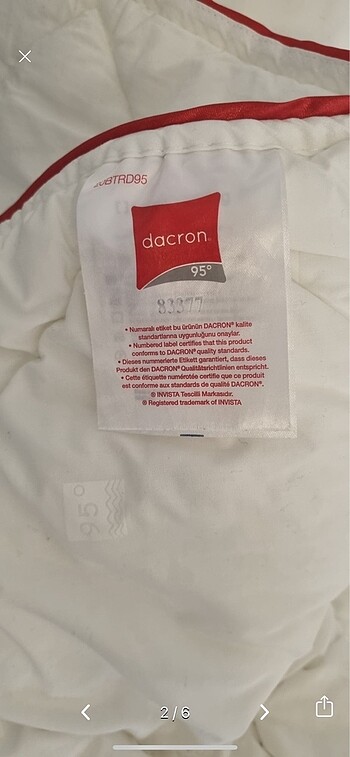 BTRD95
dacron
95°
83377
• Numaralı etiket bu ürünün DACRON® kalite
standartlarına uygunluğunu onaylar.
• Numbered label certifies that this product
conforms to DACRON® quality standards.
• Dieses nummerierte Etikett garantiert, dass dieses
Produkt den DACRON® Qualitätsrichtlinien entspricht.
• Cette étiquette numérotée certifie que ce produit
est conforme aux standards de qualité DACRON®.
® INVISTA Tescilli Markasıdır.
® Registered trademark of INVISTA
95°
2/6